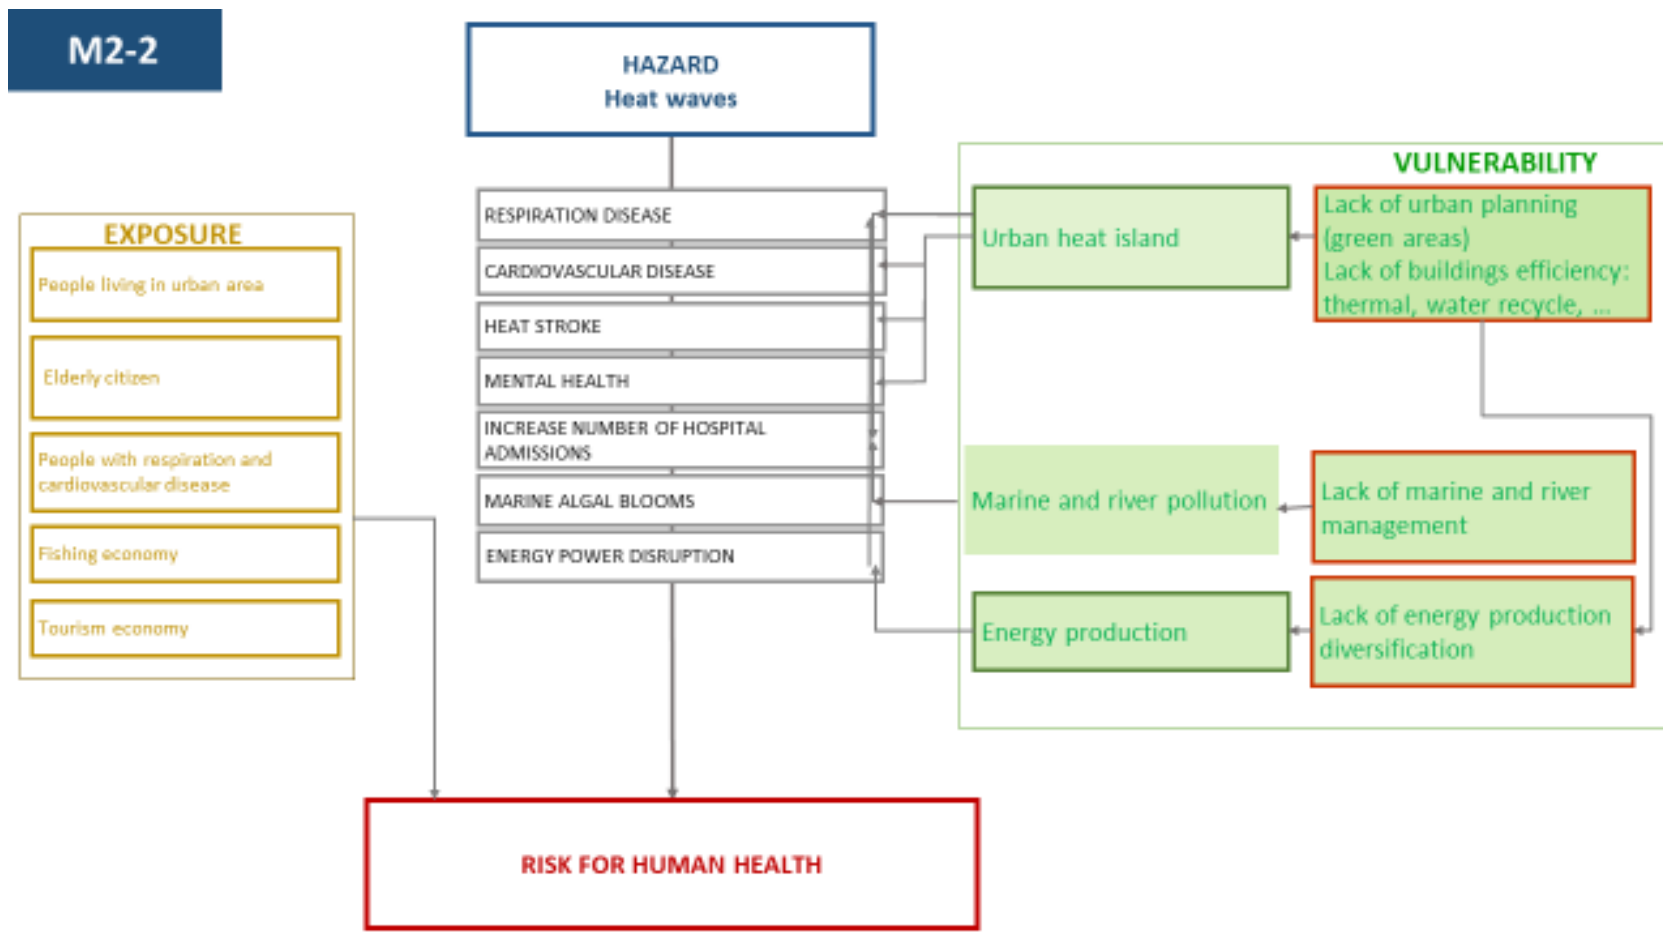 M2-2
HAZARD
Heat waves
EXPOSURE
People living in urban area
Elderly citizen
People with respiration and
cardiovascular disease
Fishing economy
Tourism economy
RESPIRATION DISEASE
CARDIOVASCULAR DISEASE
HEAT STROKE
MENTAL HEALTH
INCREASE NUMBER OF HOSPITAL
ADMISSIONS
MARINE ALGAL BLOOMS
ENERGY POWER DISRUPTION
VULNERABILITY
Urban heat island
Lack of urban planning
(green areas)
Lack of buildings efficiency:
thermal, water recycle, ...
Marine and river pollution
Lack of marine and river
management
Energy production
Lack of energy production
diversification
RISK FOR HUMAN HEALTH